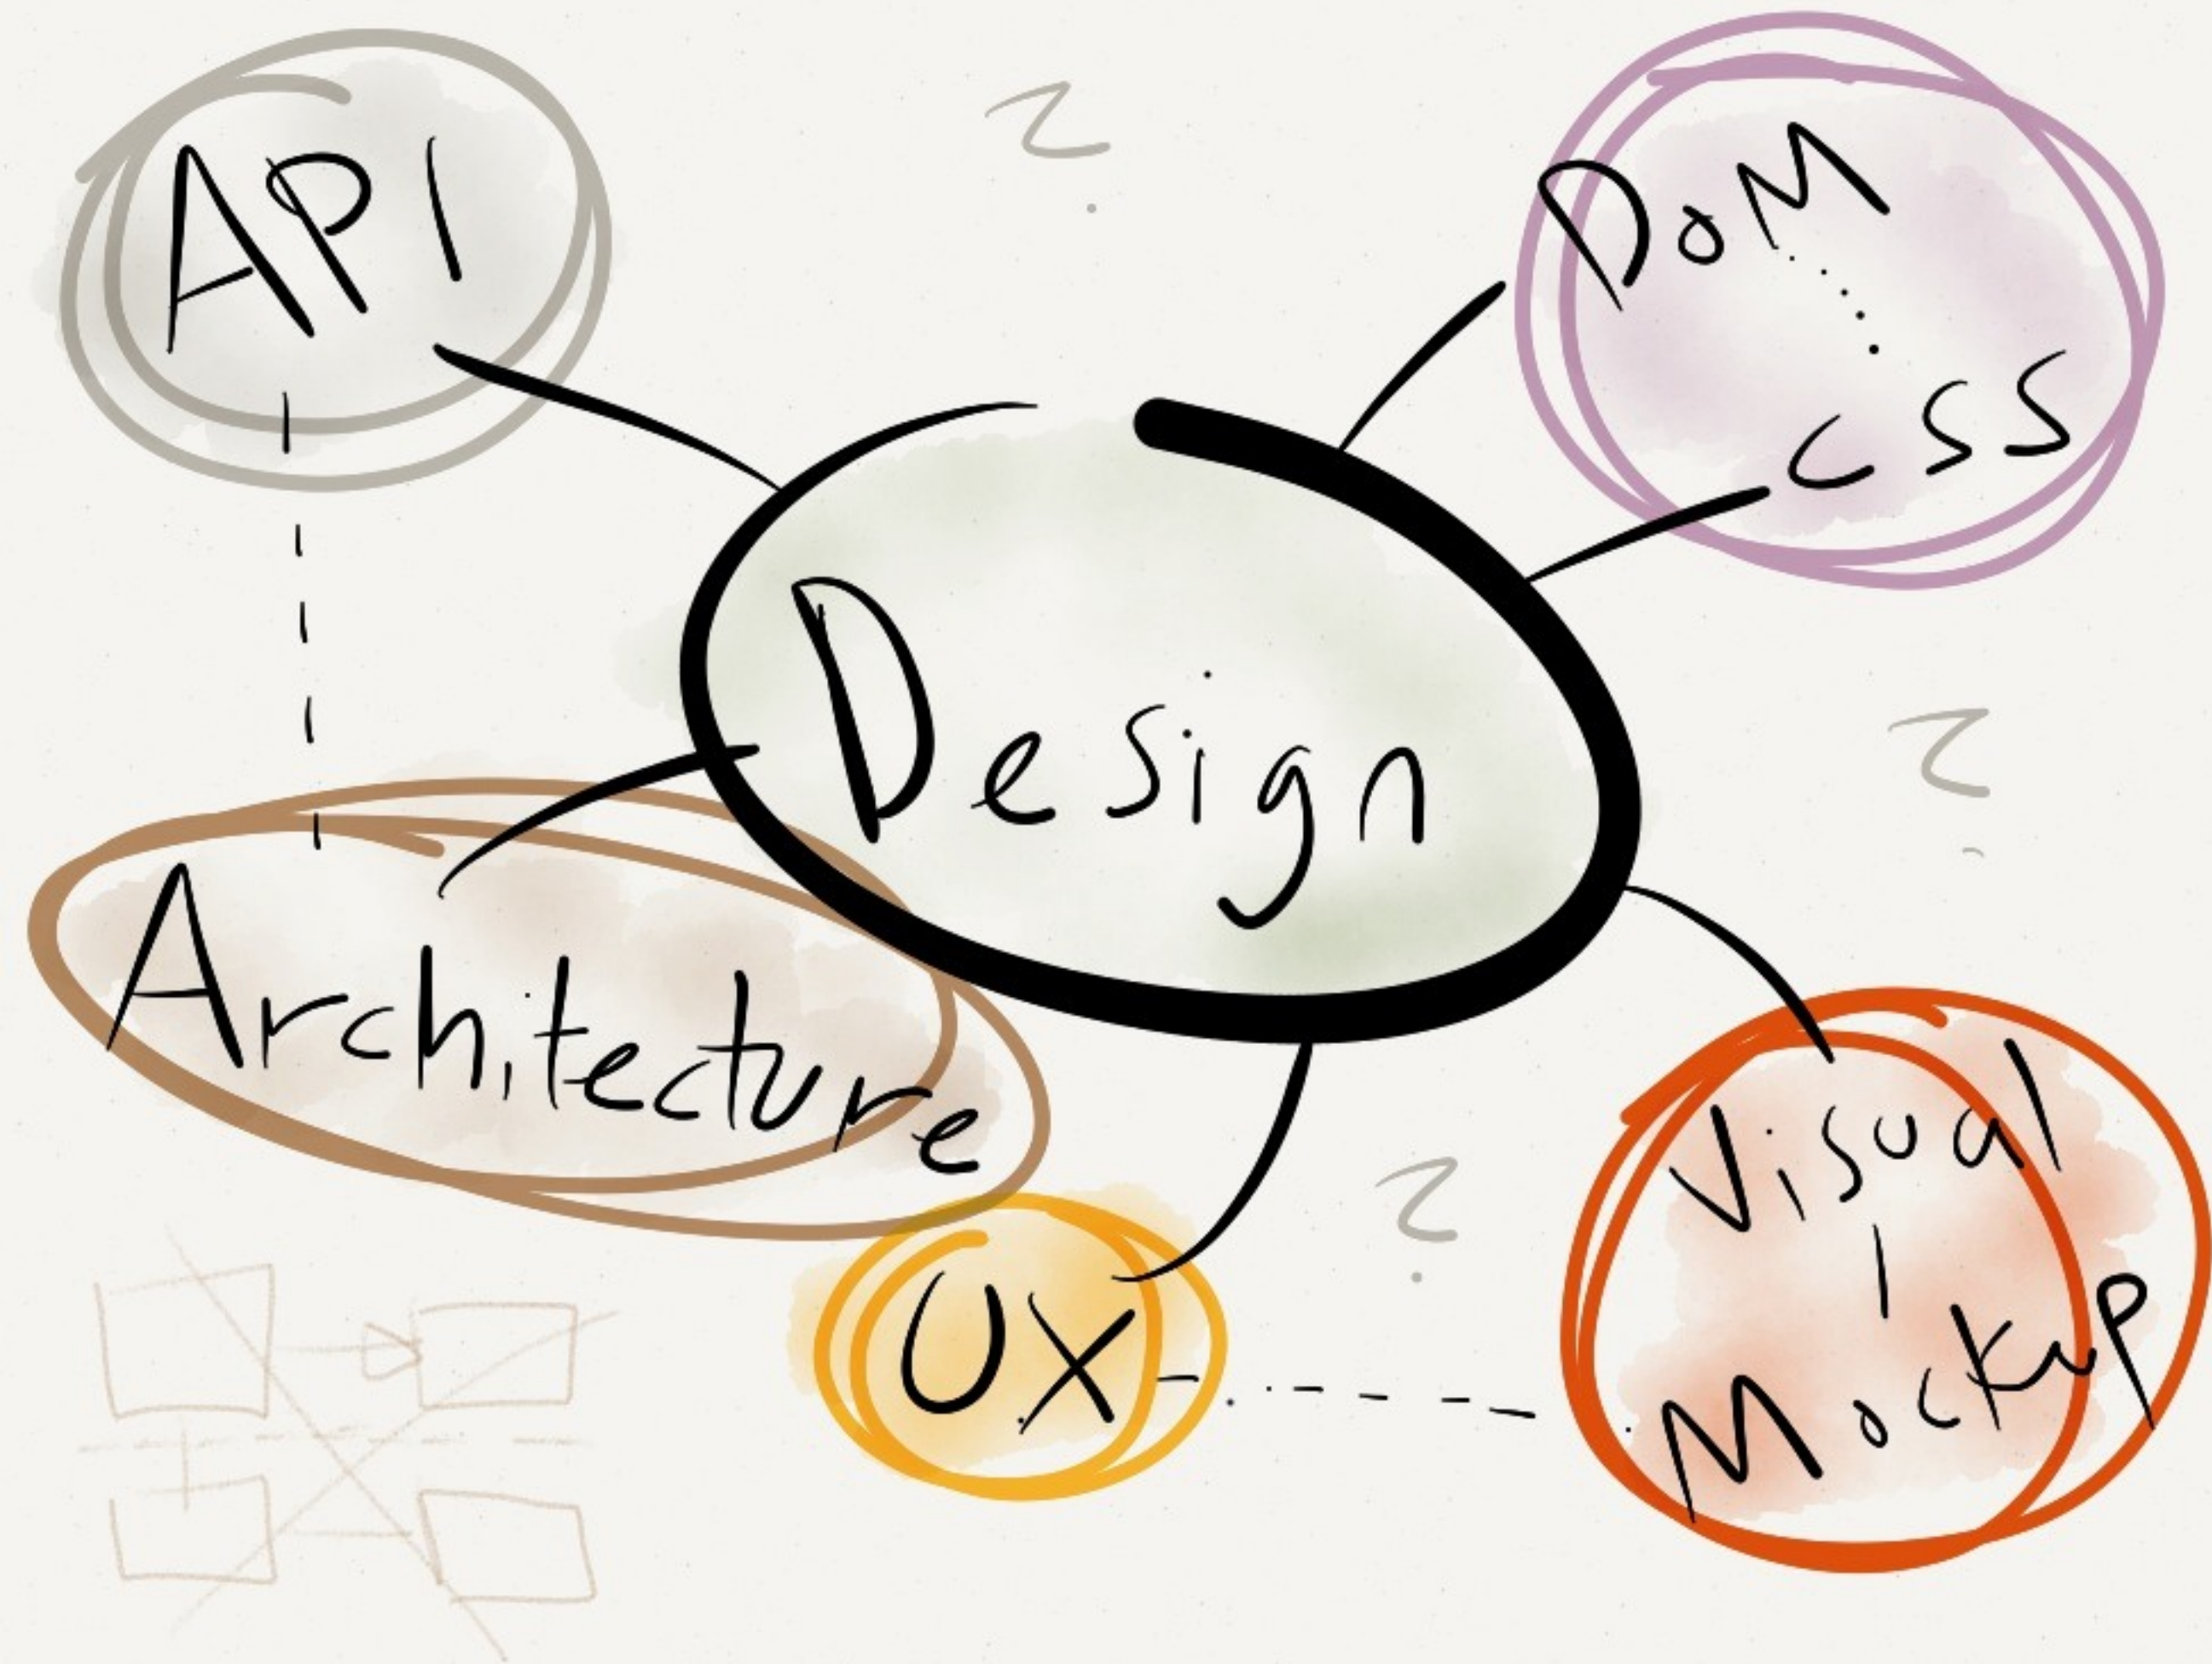 API
DOM
CSS
Design
Architecture
UX
Visual
Mockup